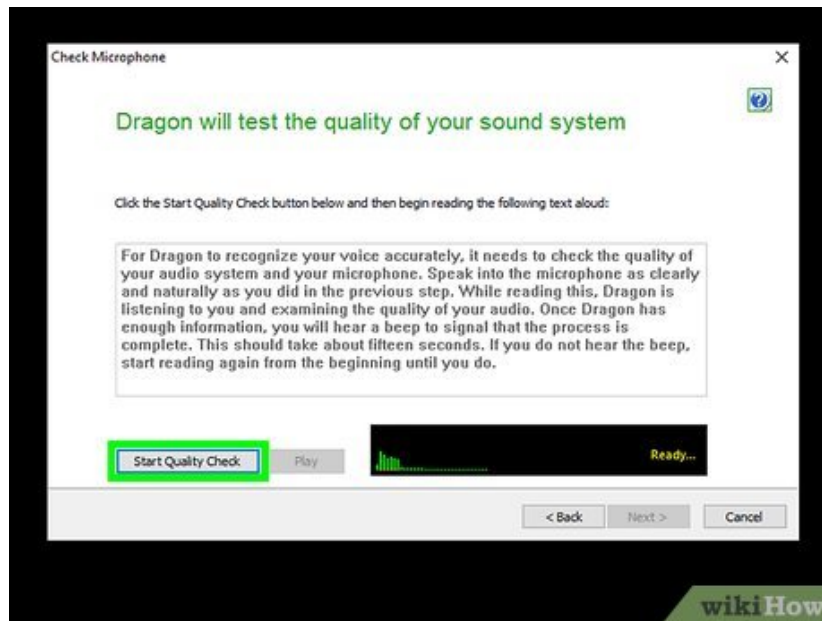 Check Microphone
Dragon will test the quality of your sound system
Click the Start Quality Check button below and then begin reading the following text aloud:
For Dragon to recognize your voice accurately, it needs to check the quality of
your audio system and your microphone. Speak into the microphone as clearly
and naturally as you did in the previous step. While reading this, Dragon is
listening to you and examining the quality of your audio. Once Dragon has
enough information, you will hear a beep to signal that the process is
complete. This should take about fifteen seconds. If you do not hear the beep,
start reading again from the beginning until you do.
Start Quality Check Play Ready...
< Back Next > Cancel
wikiHow